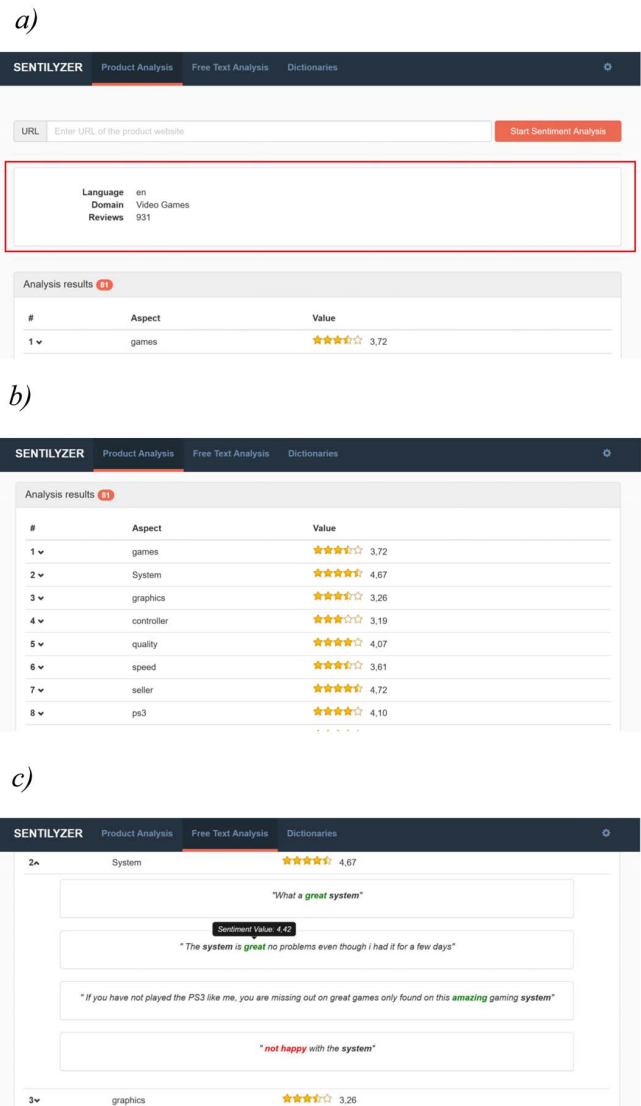 a)
SENTILYZER Product Analysis Free Text Analysis Dictionaries
URL Enter URL of the product website Start Sentiment Analysis
Language en
Domain Video Games
Reviews 931
Analysis results 81
# Aspect Value
1 games 3,72
b)
SENTILYZER Product Analysis Free Text Analysis Dictionaries
Analysis results 81
# Aspect Value
1 games 3,72
2 System 4,67
3 graphics 3,26
4 controller 3,19
5 quality 4,07
6 speed 3,61
7 seller 4,72
8 ps3 4,10
c)
SENTILYZER Product Analysis Free Text Analysis Dictionaries
2 System 4,67
"What a great system"
Sentiment Value: 4,42
" The system is great no problems even though i had it for a few days"
" If you have not played the PS3 like me, you are missing out on great games only found on this amazing gaming system"
" not happy with the system"
3 graphics 3,26